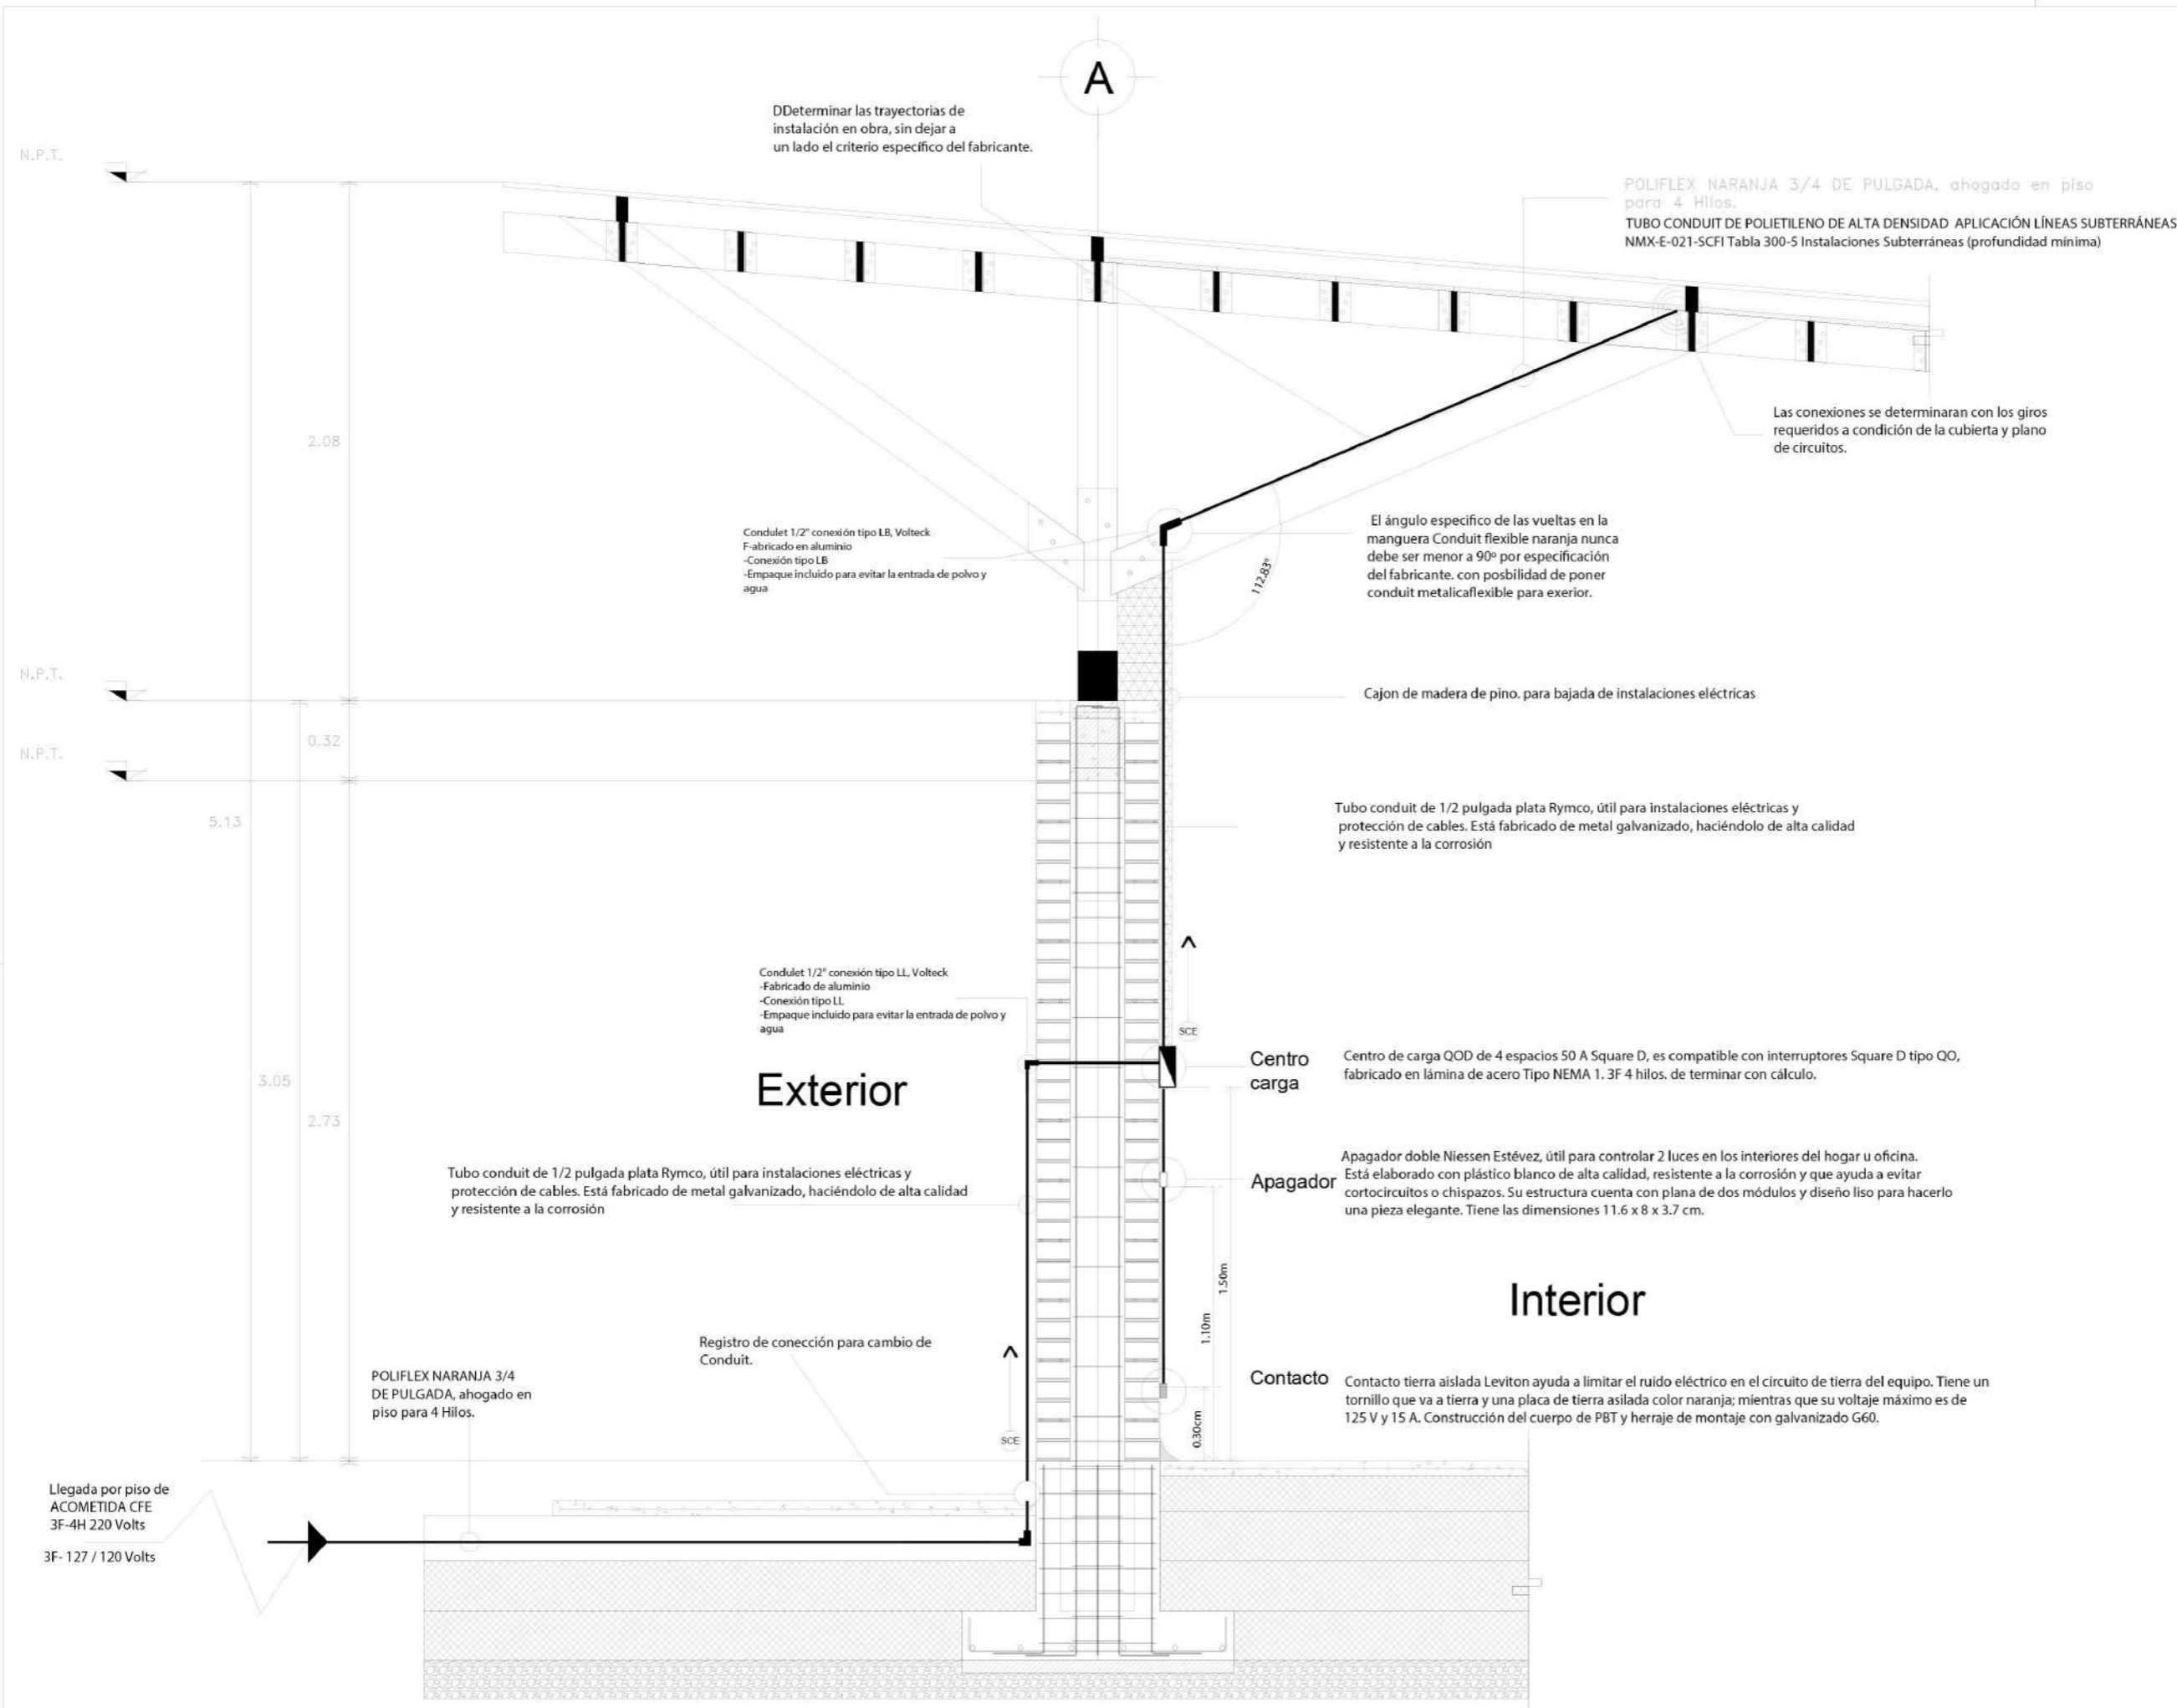 A
DDeterminar las trayectorias de
instalación en obra, sin dejar a
un lado el criterio específico del fabricante.
N.P.T.
POLIFLEX NARANJA 3/4 DE PULGADA, ahogado en piso
para 4 Hilos.
TUBO CONDUIT DE POLIETILENO DE ALTA DENSIDAD APLICACIÓN LÍNEAS SUBTERRÁNEAS
NMX-E-021-SCFI Tabla 300-5 Instalaciones Subterráneas (profundidad mínima)
Las conexiones se determinaran con los giros
requeridos a condición de la cubierta y plano
de circuitos.
2.08
Condulet 1/2" conexión tipo LB, Volteck
F-abricado en aluminio
-Conexión tipo LB
-Empaque incluido para evitar la entrada de polvo y
agua
112.83°
El ángulo especifico de las vueltas en la
manguera Conduit flexible naranja nunca
debe ser menor a 90º por especificación
del fabricante. con posbilidad de poner
conduit metalicaflexible para exerior.
N.P.T.
Cajon de madera de pino. para bajada de instalaciones eléctricas
0.32
N.P.T.
5.13
Tubo conduit de 1/2 pulgada plata Rymco, útil para instalaciones eléctricas y
protección de cables. Está fabricado de metal galvanizado, haciéndolo de alta calidad
y resistente a la corrosión
Condulet 1/2" conexión tipo LL, Volteck
-Fabricado de aluminio
-Conexión tipo LL
-Empaque incluido para evitar la entrada de polvo y
agua
SCE
Centro
carga
Centro de carga QOD de 4 espacios 50 A Square D, es compatible con interruptores Square D tipo QO,
fabricado en lámina de acero Tipo NEMA 1. 3F 4 hilos. de terminar con cálculo.
Exterior
3.05
2.73
Tubo conduit de 1/2 pulgada plata Rymco, útil para instalaciones eléctricas y
protección de cables. Está fabricado de metal galvanizado, haciéndolo de alta calidad
y resistente a la corrosión
Apagador
Apagador doble Niessen Estévez, útil para controlar 2 luces en los interiores del hogar u oficina.
Está elaborado con plástico blanco de alta calidad, resistente a la corrosión y que ayuda a evitar
cortocircuitos o chispazos. Su estructura cuenta con plana de dos módulos y diseño liso para hacerlo
una pieza elegante. Tiene las dimensiones 11.6 x 8 x 3.7 cm.
1.50m
1.10m
Interior
Registro de conección para cambio de
Conduit.
POLIFLEX NARANJA 3/4
DE PULGADA, ahogado en
piso para 4 Hilos.
Contacto
Contacto tierra aislada Leviton ayuda a limitar el ruido eléctrico en el circuito de tierra del equipo. Tiene un
tornillo que va a tierra y una placa de tierra asilada color naranja; mientras que su voltaje máximo es de
125 V y 15 A. Construcción del cuerpo de PBT y herraje de montaje con galvanizado G60.
0.30cm
SCE
Llegada por piso de
ACOMETIDA CFE
3F-4H 220 Volts
3F- 127 / 120 Volts